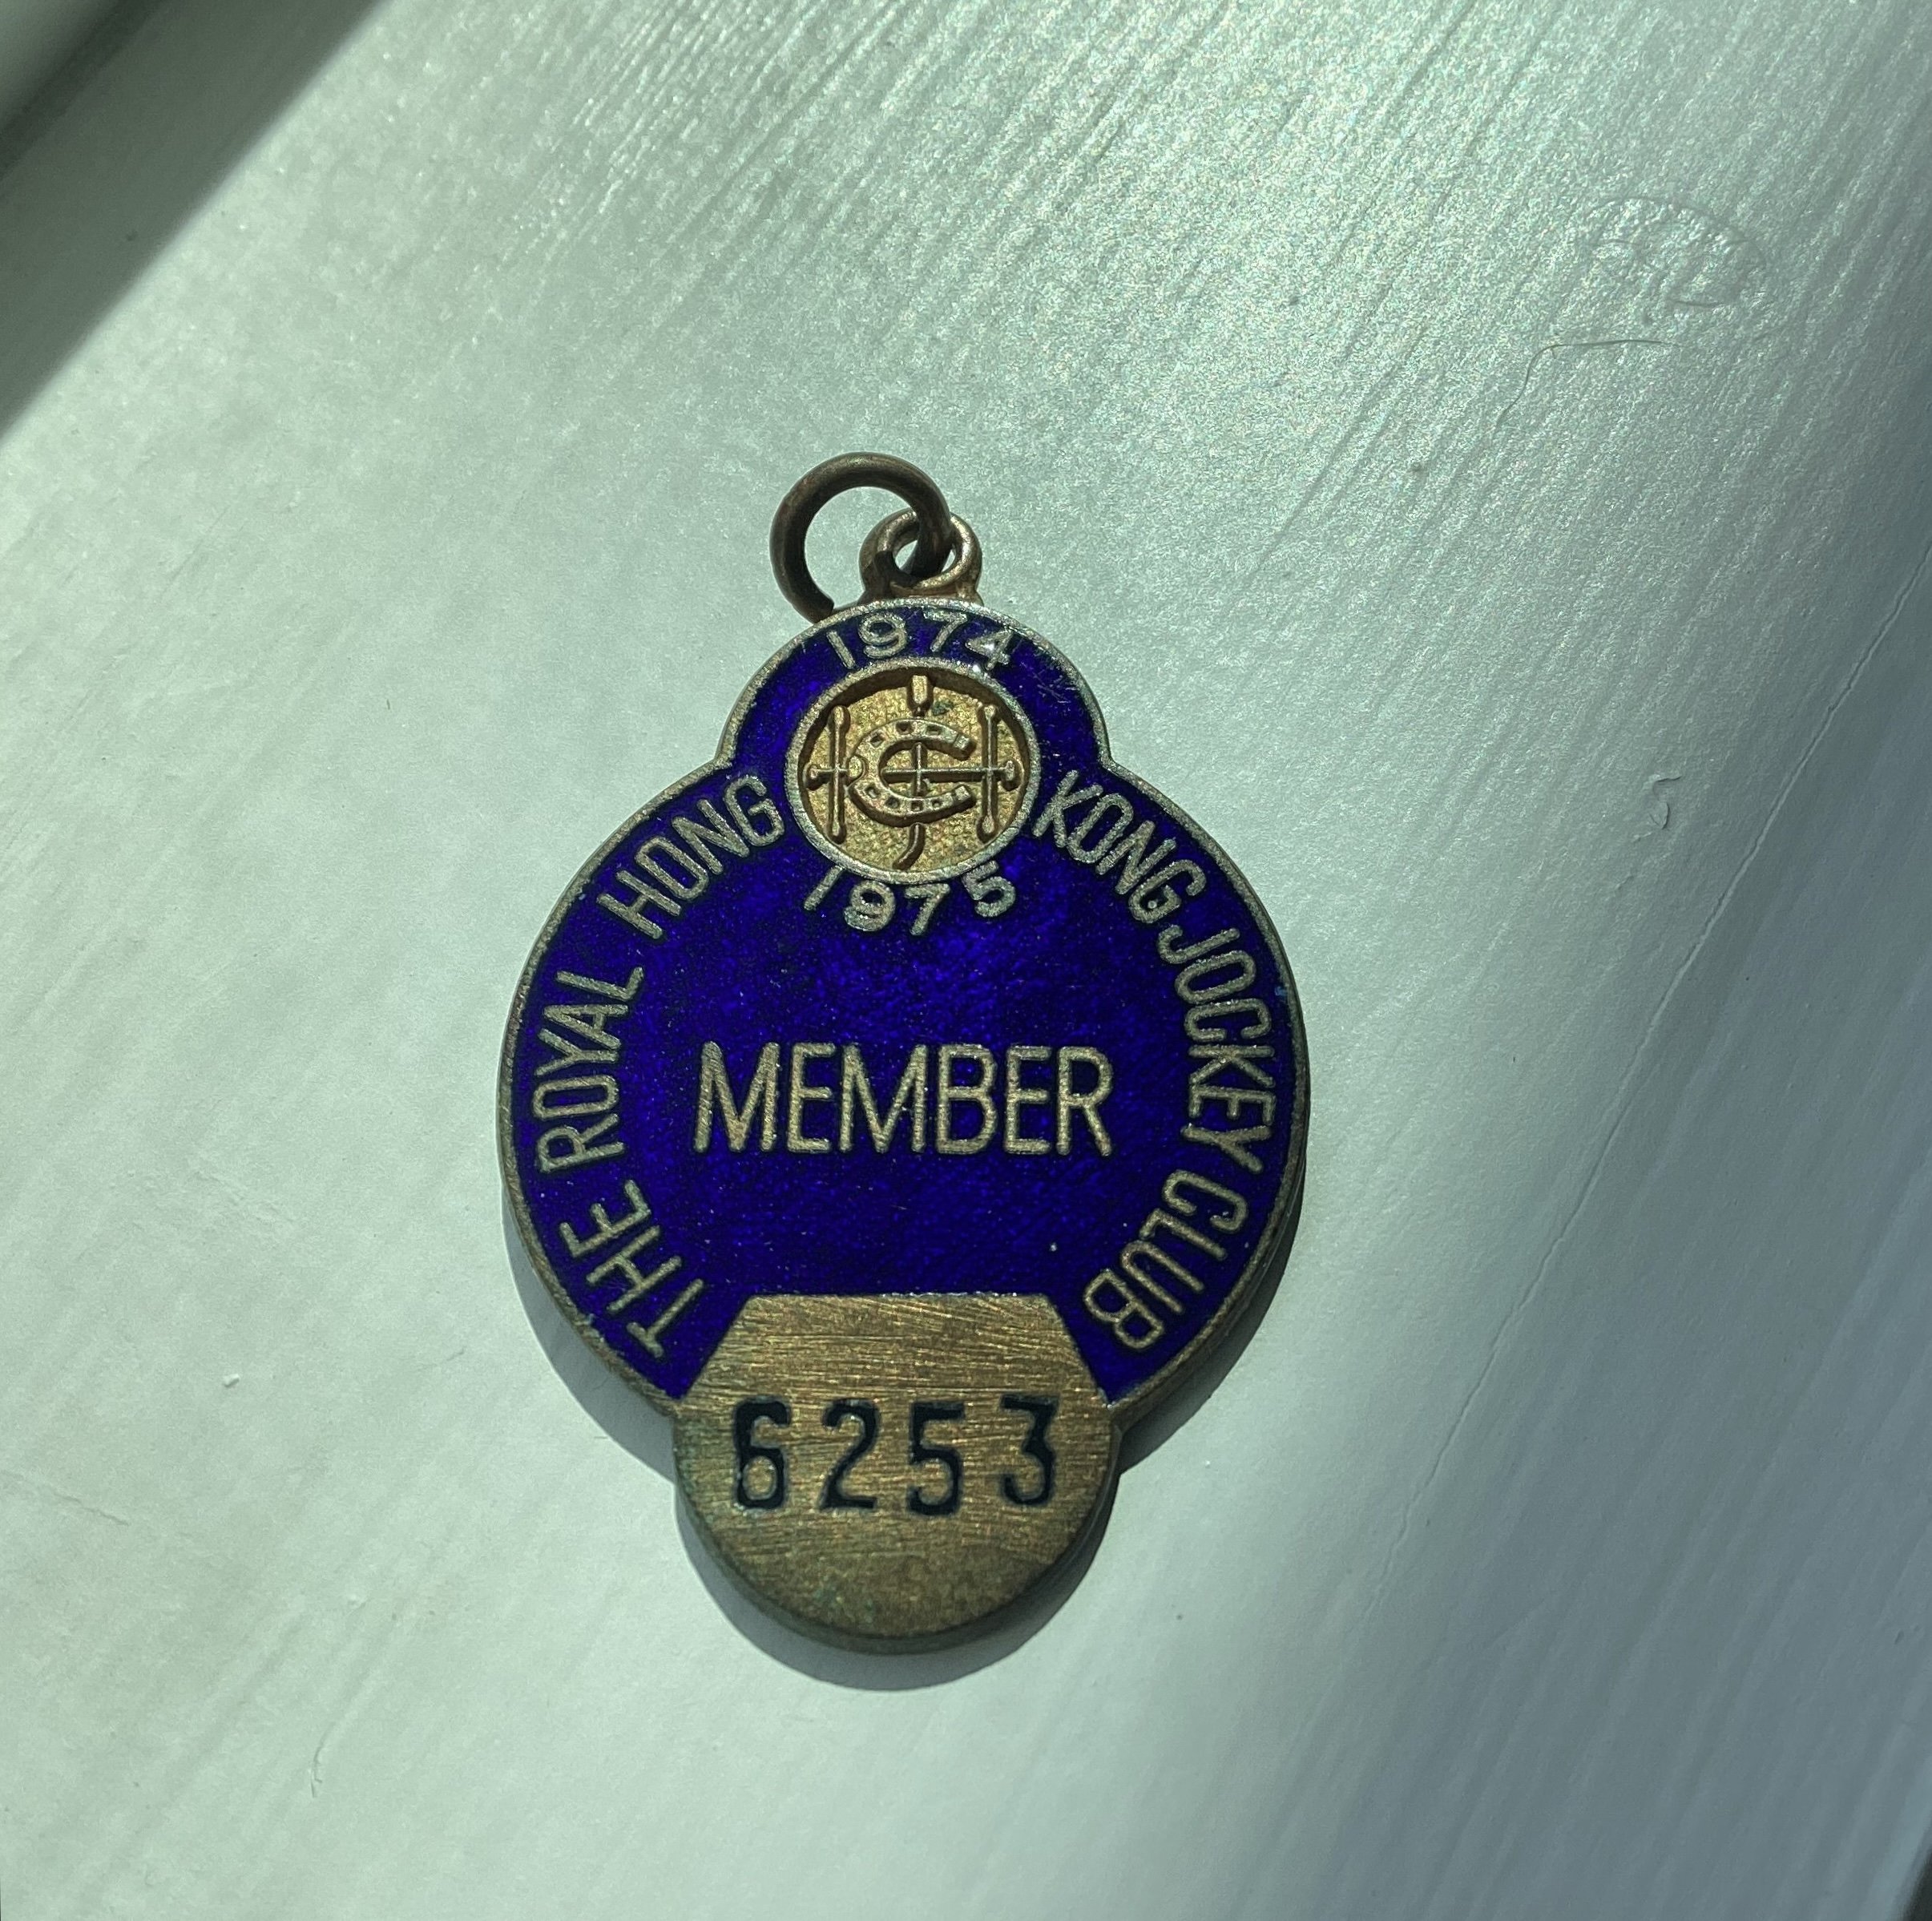 1974
1975
THE ROYAL HONG KONG JOCKEY CLUB
MEMBER
6253